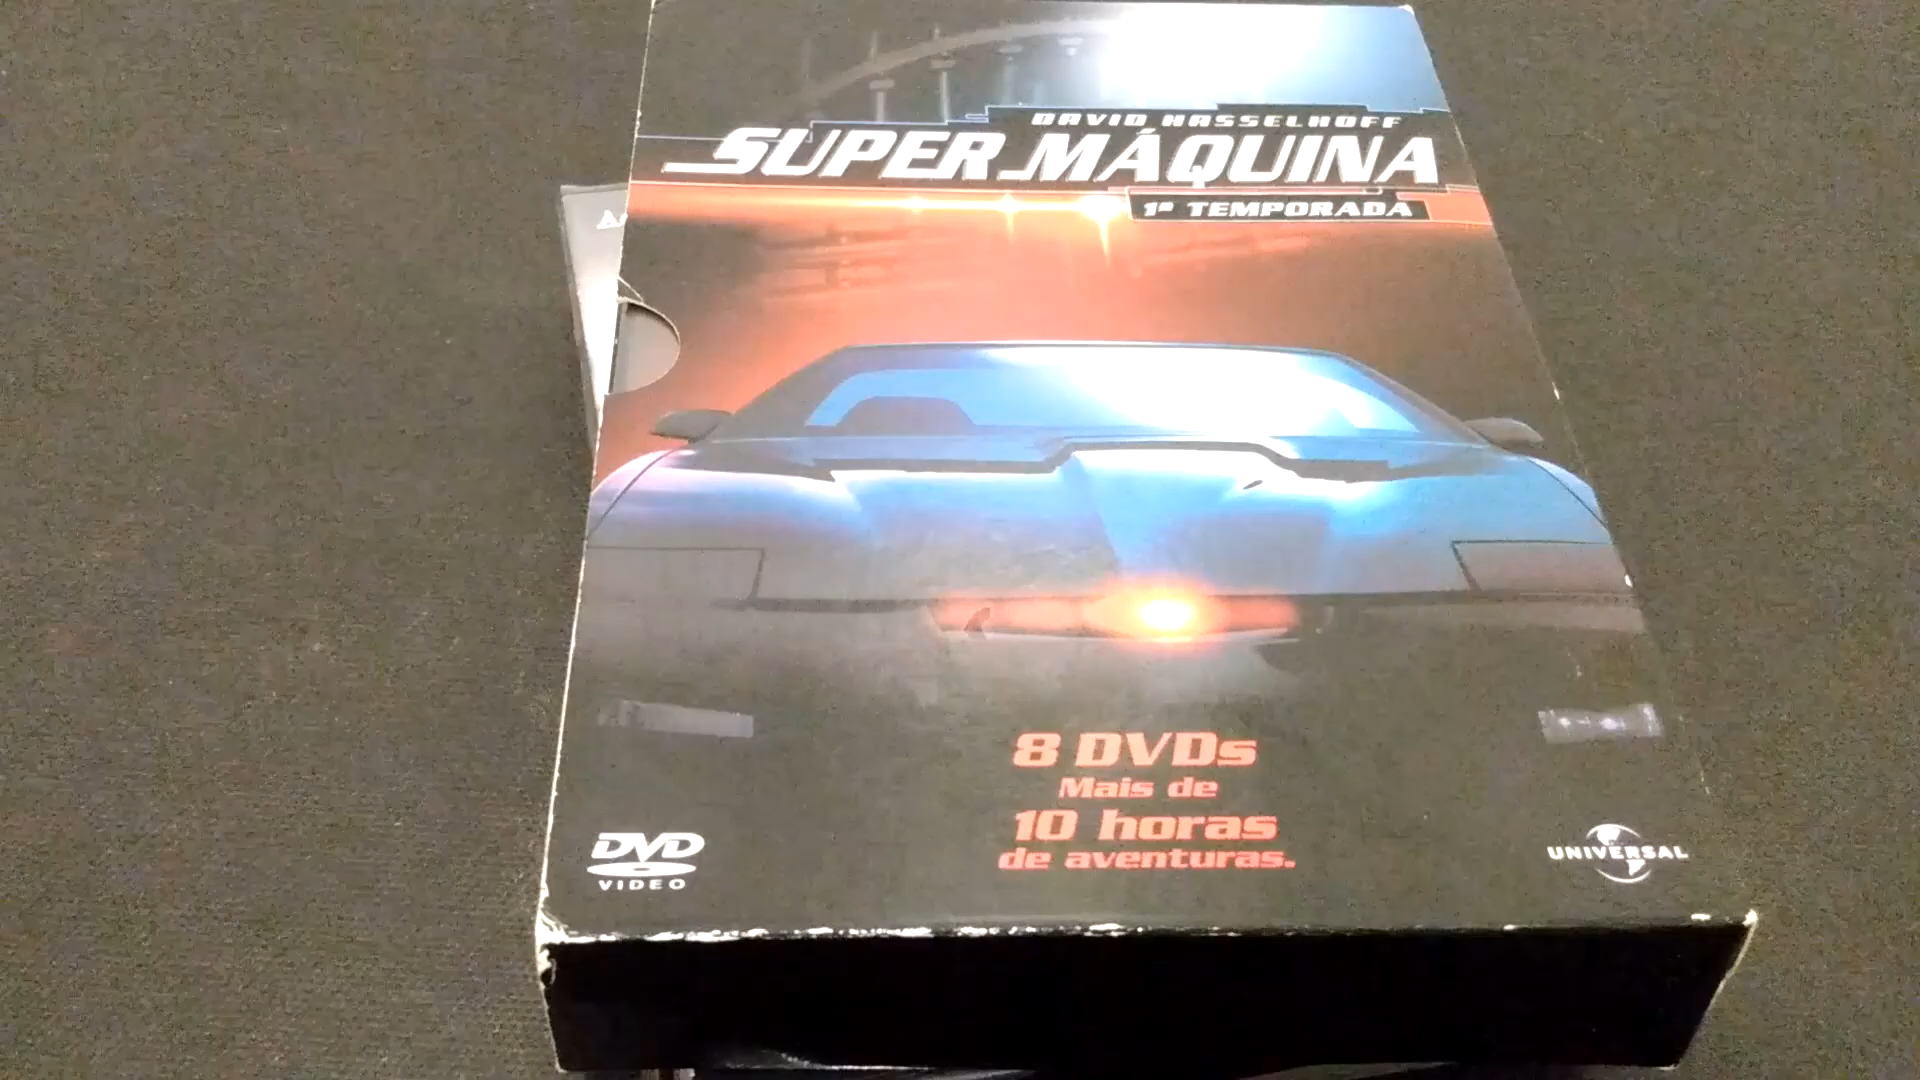 DAVID HASSELHOFF
SUPER MÁQUINA
1ª TEMPORADA
8 DVDs
Mais de
10 horas
de aventuras.
DVD
VIDEO
UNIVERSAL